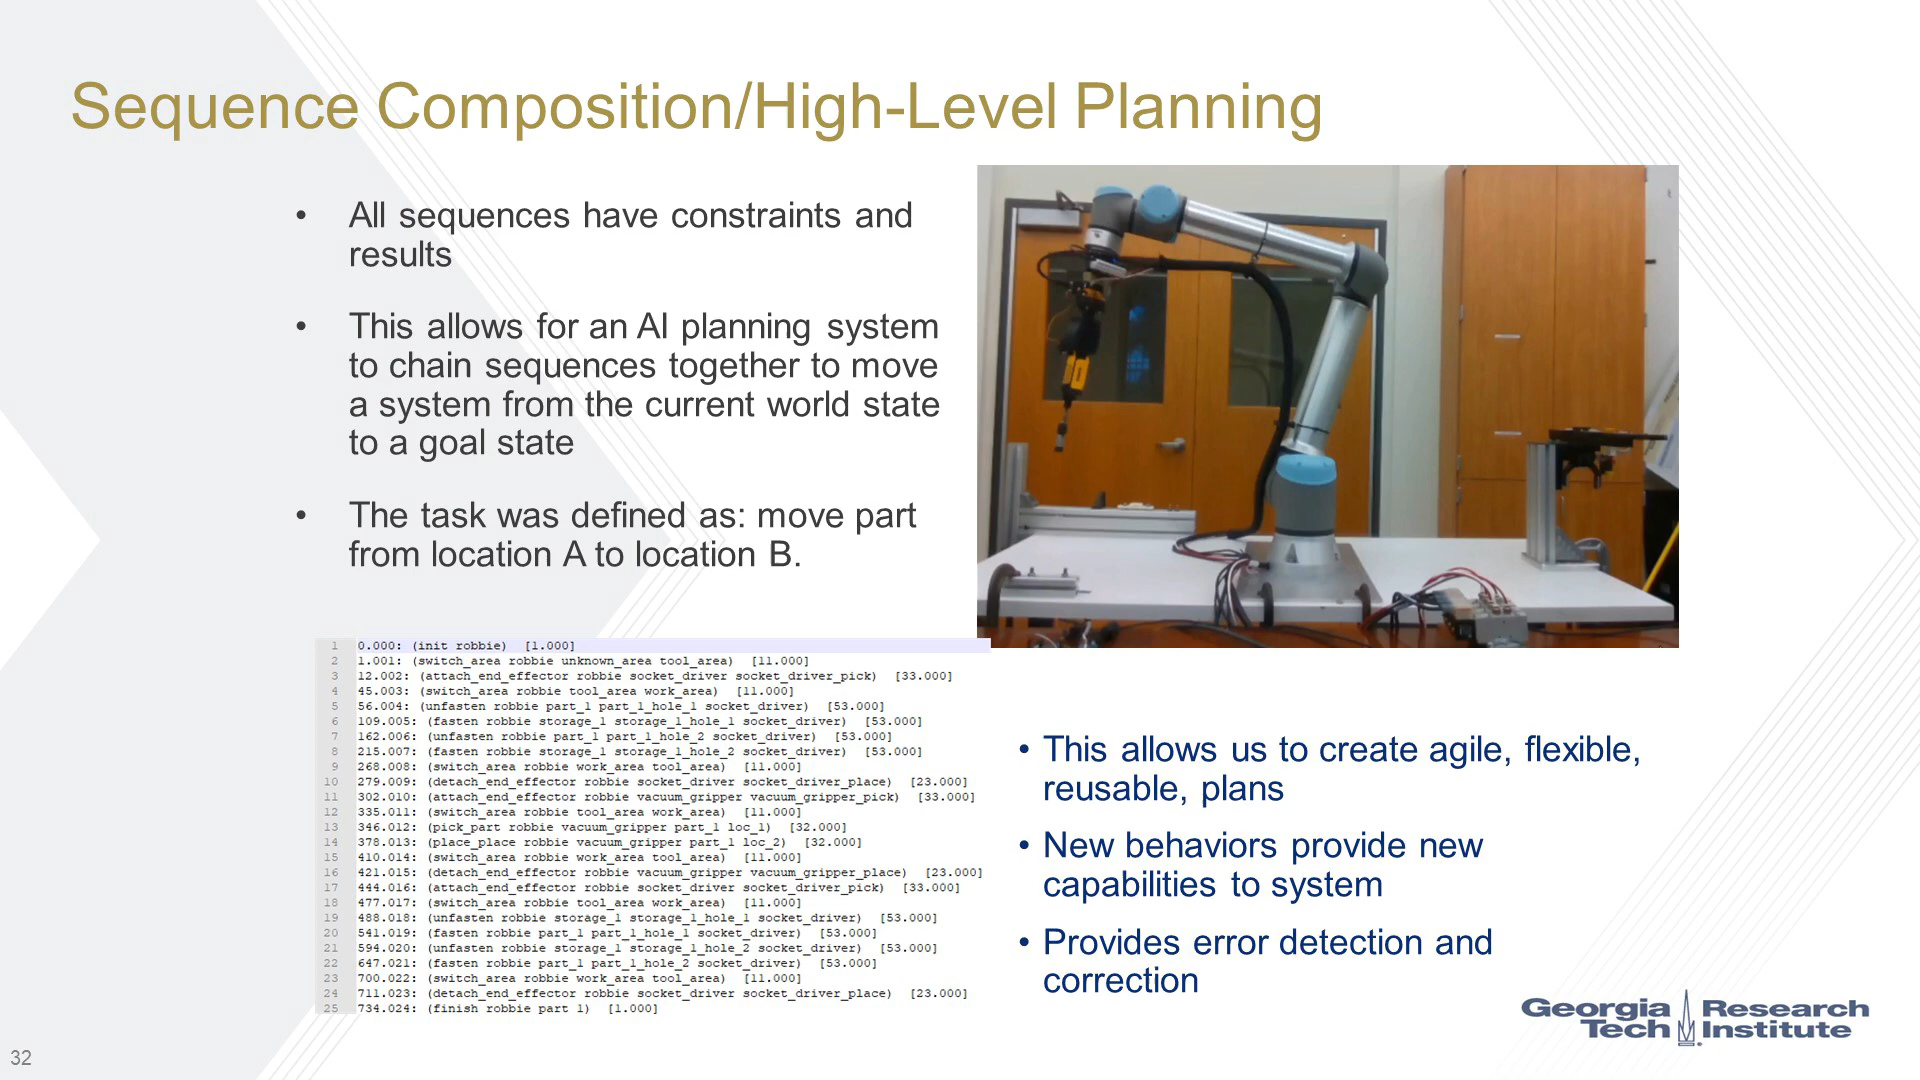 Sequence Composition/High-Level Planning
• All sequences have constraints and
results
• This allows for an AI planning system
to chain sequences together to move
a system from the current world state
to a goal state
• The task was defined as: move part
from location A to location B.
1 0.000: (init robbie) [1.000]
2 1.001: (switch_area robbie unknown_area tool_area) [11.000]
3 12.002: (attach_end_effector robbie socket_driver socket_driver_pick) [33.000]
4 45.003: (switch_area robbie tool_area work_area) [11.000]
5 56.004: (unfasten robbie part_1 part_1_hole_1 socket_driver) [53.000]
6 109.005: (fasten robbie storage_1 storage_1_hole_1 socket_driver) [53.000]
7 162.006: (unfasten robbie part_1 part_1_hole_2 socket_driver) [53.000]
8 215.007: (fasten robbie storage_1 storage_1_hole_2 socket_driver) [53.000]
9 268.008: (switch_area robbie work_area tool_area) [11.000]
10 279.009: (detach_end_effector robbie socket_driver socket_driver_place) [23.000]
11 302.010: (attach_end_effector robbie vacuum_gripper vacuum_gripper_pick) [33.000]
12 335.011: (switch_area robbie tool_area work_area) [11.000]
13 346.012: (pick_part robbie vacuum_gripper part_1 loc_1) [32.000]
14 378.013: (place_place robbie vacuum_gripper part_1 loc_2) [32.000]
15 410.014: (switch_area robbie work_area tool_area) [11.000]
16 421.015: (detach_end_effector robbie vacuum_gripper vacuum_gripper_place) [23.000]
17 444.016: (attach_end_effector robbie socket_driver socket_driver_pick) [33.000]
18 477.017: (switch_area robbie tool_area work_area) [11.000]
19 488.018: (unfasten robbie storage_1 storage_1_hole_1 socket_driver) [53.000]
20 541.019: (fasten robbie part_1 part_1_hole_1 socket_driver) [53.000]
21 594.020: (unfasten robbie storage_1 storage_1_hole_2 socket_driver) [53.000]
22 647.021: (fasten robbie part_1 part_1_hole_2 socket_driver) [53.000]
23 700.022: (switch_area robbie work_area tool_area) [11.000]
24 711.023: (detach_end_effector robbie socket_driver socket_driver_place) [23.000]
25 734.024: (finish robbie part 1) [1.000]
• This allows us to create agile, flexible,
reusable, plans
• New behaviors provide new
capabilities to system
• Provides error detection and
correction
Georgia Research
Tech Institute
32